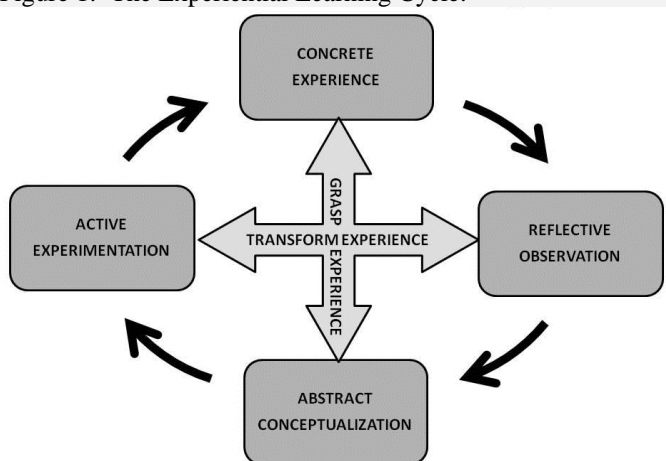 Figure 1. The Experiential Learning Cycle.
CONCRETE
EXPERIENCE
ACTIVE
EXPERIMENTATION
GRASP
EXPERIENCE
TRANSFORM EXPERIENCE
REFLECTIVE
OBSERVATION
ABSTRACT
CONCEPTUALIZATION